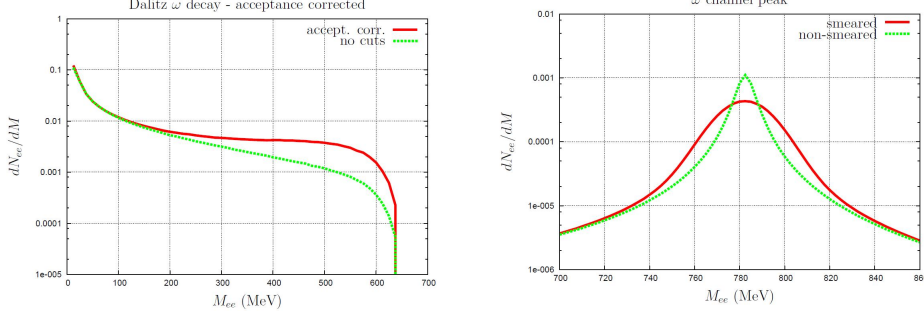 Dalitz ω decay - acceptance corrected
accept. corr.
no cuts
1
0.1
0.01
0.001
0.0001
1e-005
dN_ee/dM
0 100 200 300 400 500 600 700
M_ee (MeV)
ω channel peak
smeared
non-smeared
0.01
0.001
0.0001
1e-005
1e-006
dN_ee/dM
700 720 740 760 780 800 820 840 860
M_ee (MeV)